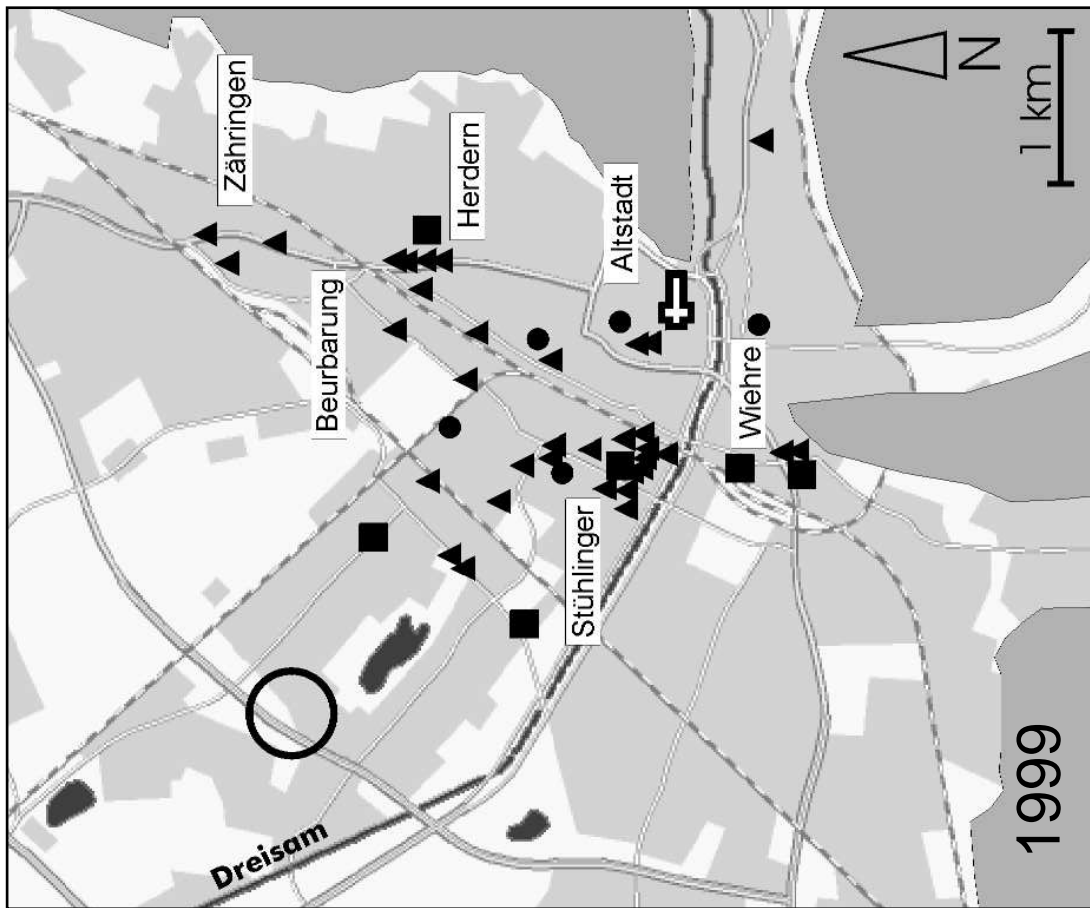 Zähringen
Herdern
Beurbarung
Altstadt
Stühlinger
Wiehre
Dreisam
N
1 km
1999